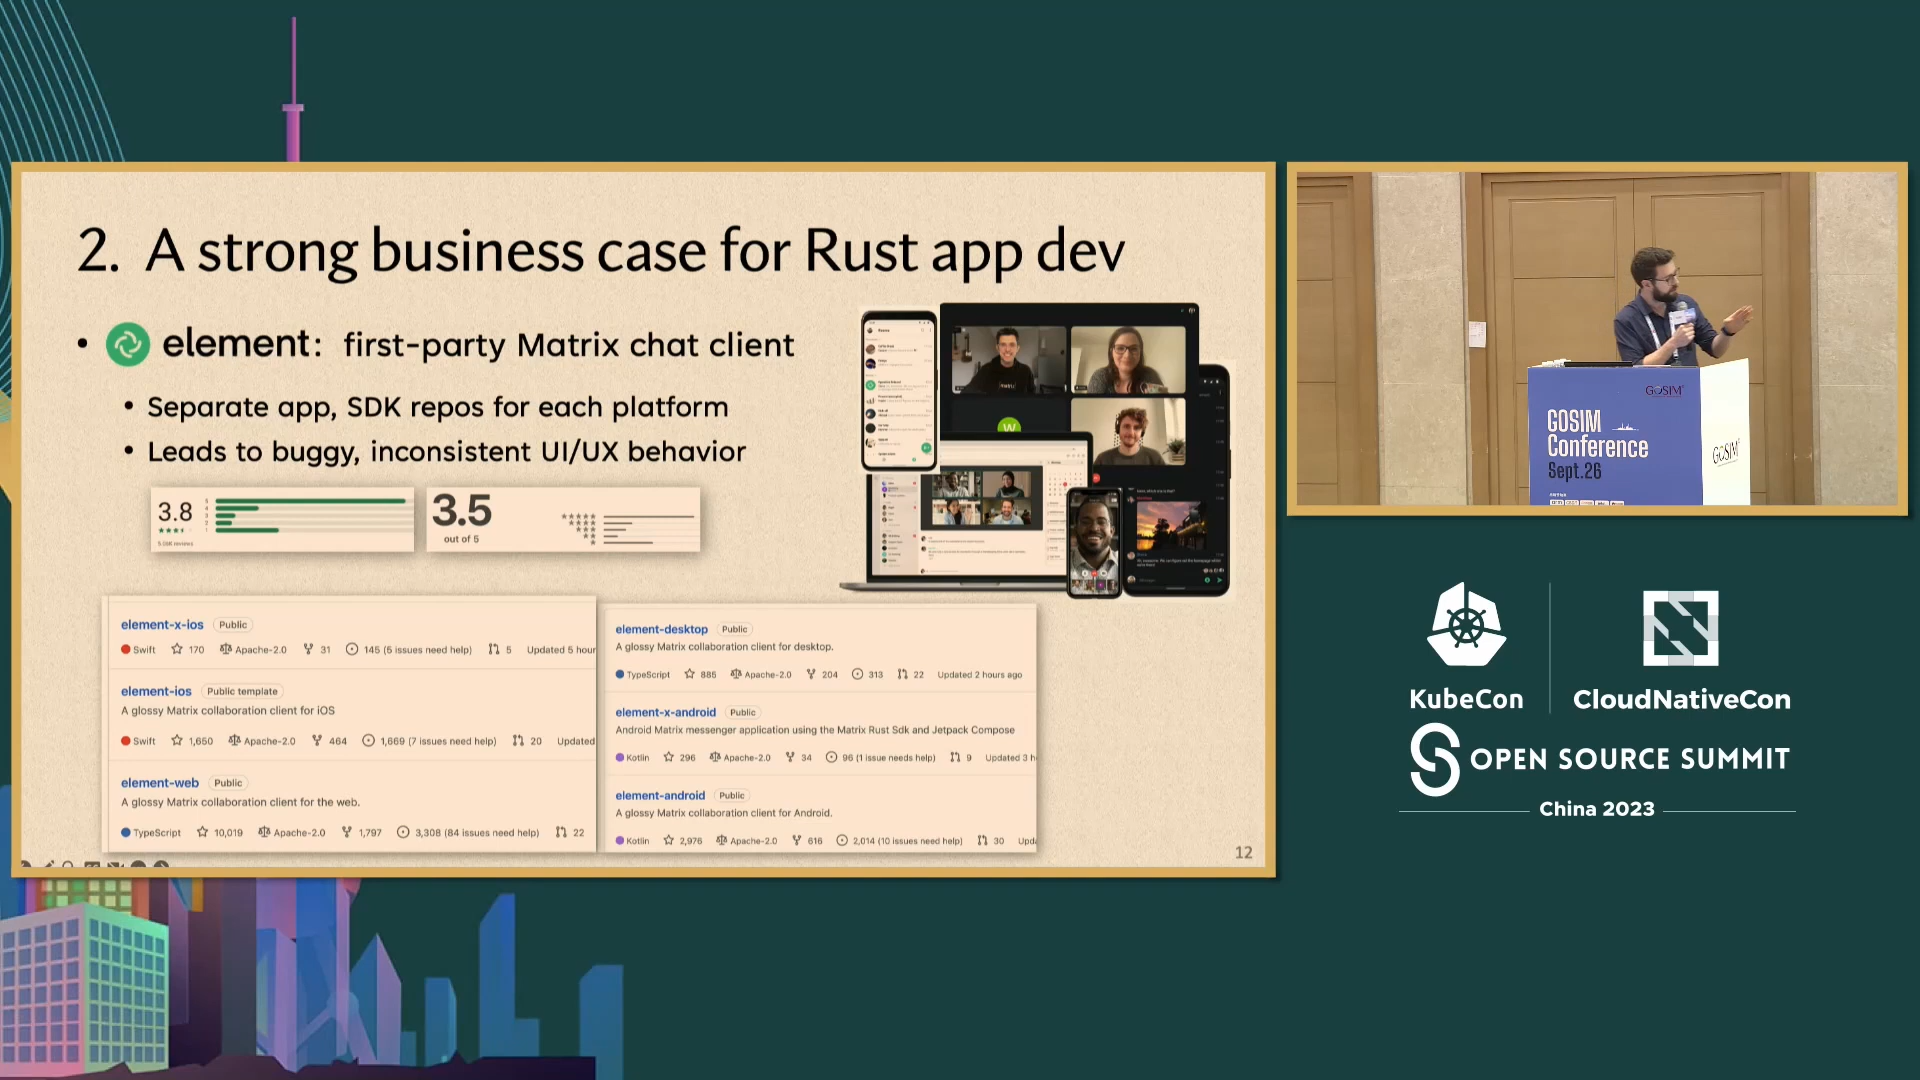 2. A strong business case for Rust app dev
• element: first-party Matrix chat client
• Separate app, SDK repos for each platform
• Leads to buggy, inconsistent UI/UX behavior
3.8
5
4
3
2
1
3.5
out of 5
element-x-ios Public
Swift 170 Apache-2.0 31 145 (5 issues need help) 5 Updated 5 hour
element-ios Public template
A glossy Matrix collaboration client for iOS
Swift 1,650 Apache-2.0 464 1,669 (7 issues need help) 20 Updated
element-web Public
A glossy Matrix collaboration client for the web.
TypeScript 10,019 Apache-2.0 1,797 3,308 (84 issues need help) 22
element-desktop Public
A glossy Matrix collaboration client for desktop.
TypeScript 885 Apache-2.0 204 313 22 Updated 2 hours ago
element-x-android Public
Android Matrix messenger application using the Matrix Rust Sdk and Jetpack Compose
Kotlin 296 Apache-2.0 34 96 (1 issue needs help) 9 Updated 3 h
element-android Public
A glossy Matrix collaboration client for Android.
Kotlin 2,976 Apache-2.0 616 2,014 (10 issues need help) 30 Upda
W
12
GOSIM
GOSIM
Conference
Sept.26
GOSIM
KubeCon
CloudNativeCon
OPEN SOURCE SUMMIT
China 2023